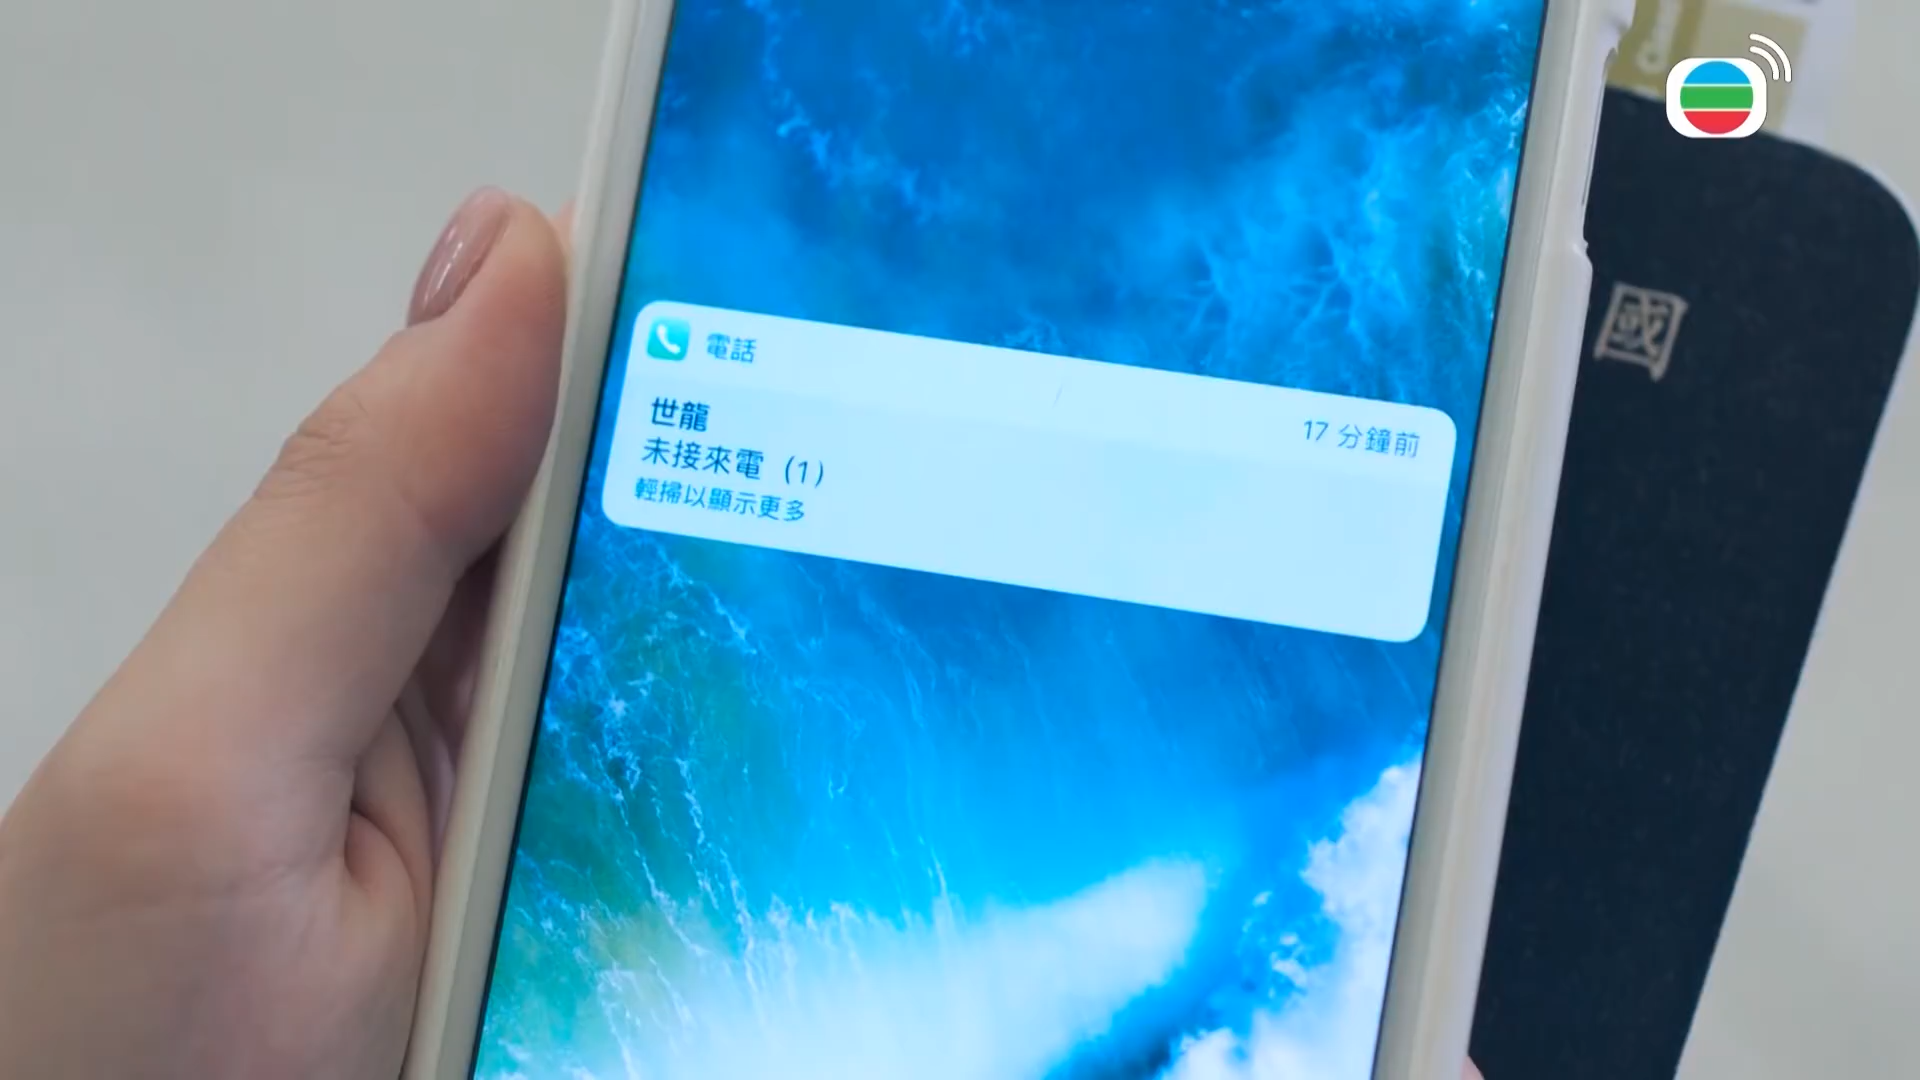 電話
17 分鐘前
世龍
未接來電 (1)
輕掃以顯示更多
國